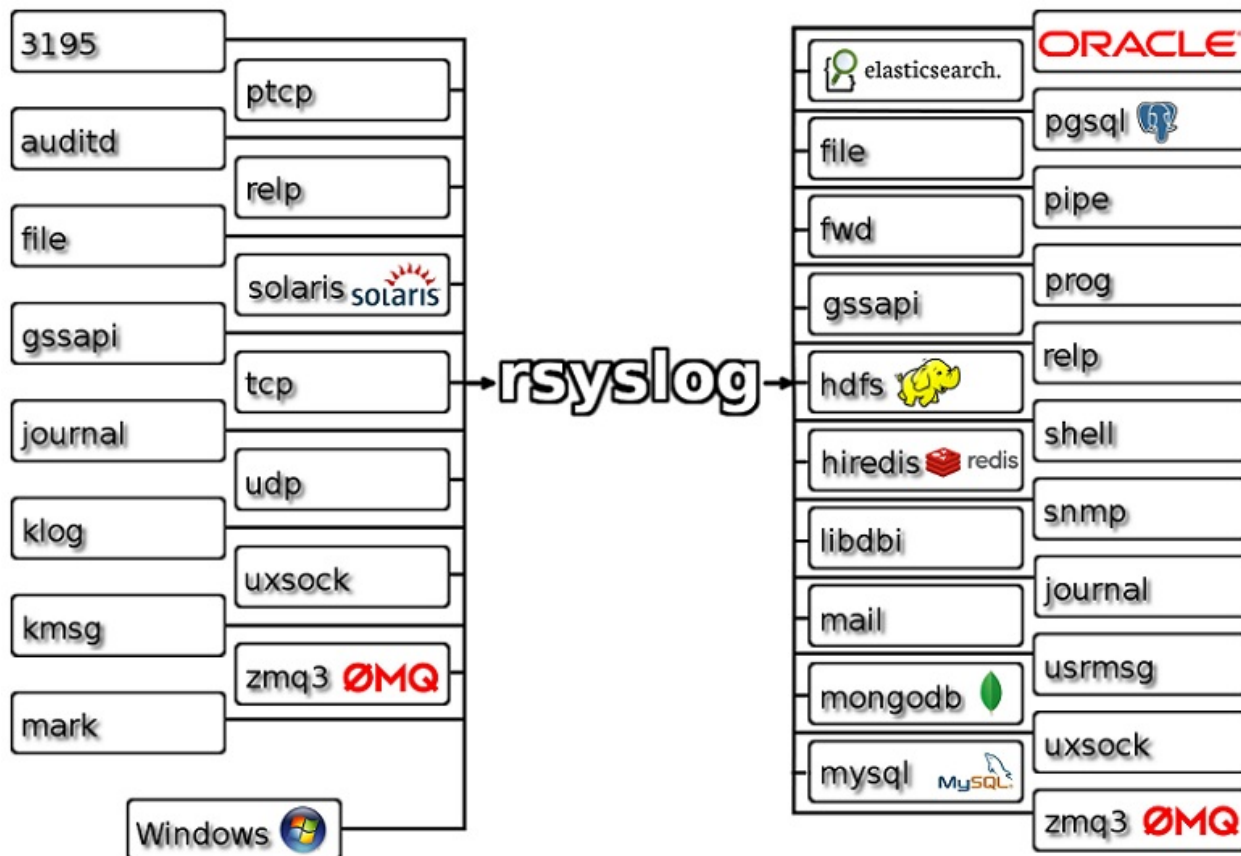 3195
ptcp
auditd
relp
file
solaris solaris
gssapi
tcp
journal
udp
klog
uxsock
kmsg
zmq3 ØMQ
mark
Windows
rsyslog
ORACLE
elasticsearch.
pgsql
file
pipe
fwd
prog
gssapi
relp
hdfs
shell
hiredis redis
snmp
libdbi
journal
mail
usrmsg
mongodb
uxsock
mysql MySQL
zmq3 ØMQ